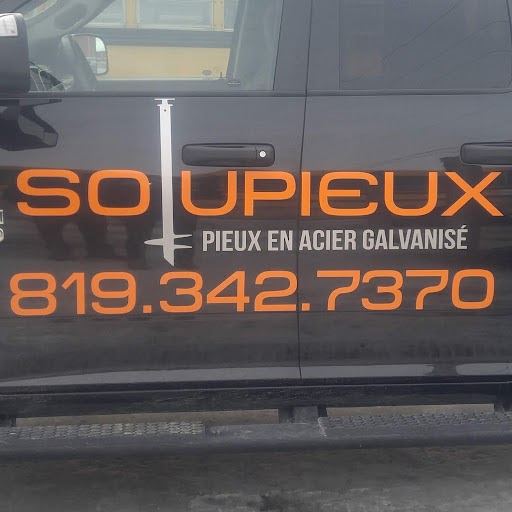 SOLUPIEUX
PIEUX EN ACIER GALVANISÉ
819.342.7370